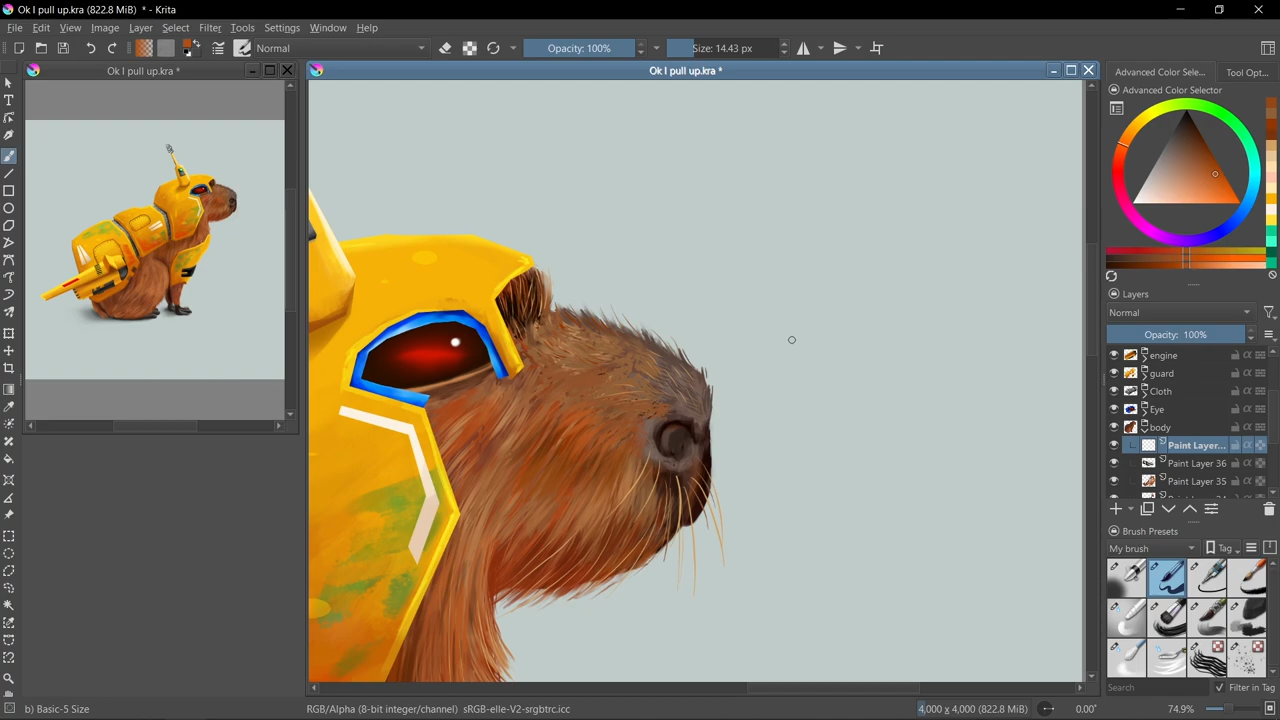 Ok I pull up.kra (822.8 MiB) * - Krita
File Edit View Image Layer Select Filter Tools Settings Window Help
Normal Opacity: 100% Size: 14.43 px
Ok I pull up.kra *
Ok I pull up.kra *
Advanced Color Sele... Tool Opt...
Advanced Color Selector
Layers
Normal
Opacity: 100%
engine
guard
Cloth
Eye
body
Paint Layer...
Paint Layer 36
Paint Layer 35
Brush Presets
My brush Tag
Search Filter in Tag
b) Basic-5 Size RGB/Alpha (8-bit integer/channel) sRGB-elle-V2-srgbtrc.icc 4,000 x 4,000 (822.8 MiB) 0.00° 74.9%